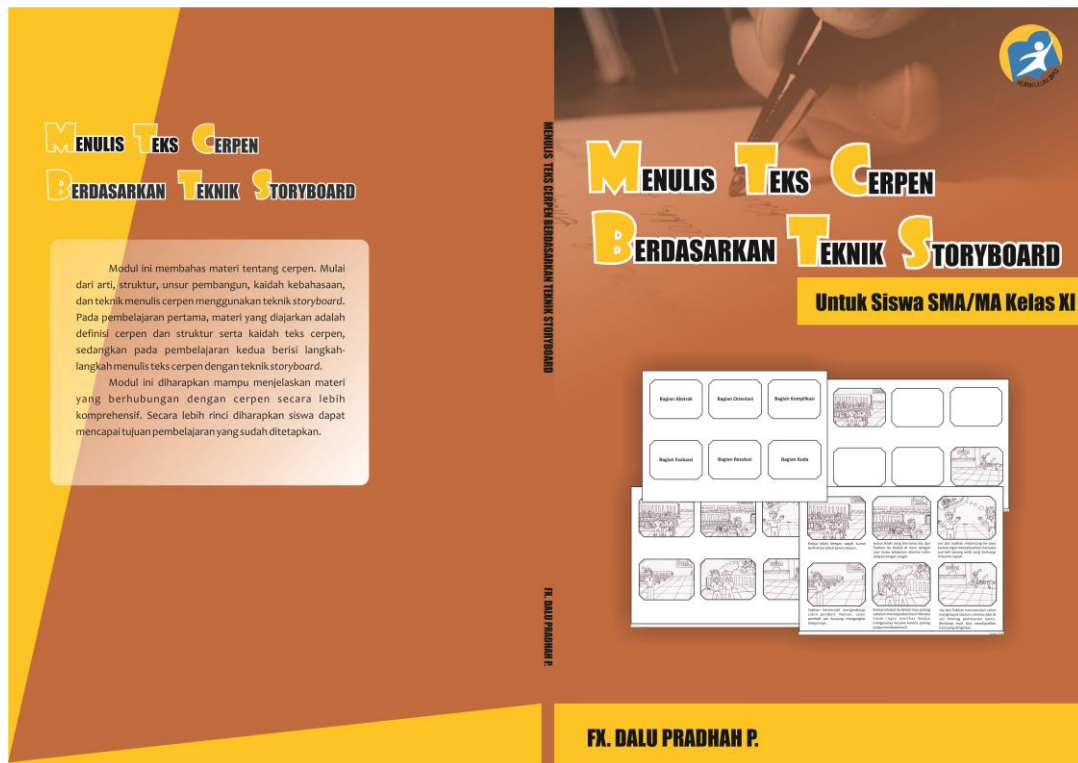 MENULIS TEKS CERPEN
BERDASARKAN TEKNIK STORYBOARD
Modul ini membahas materi tentang cerpen. Mulai
dari arti, struktur, unsur pembangun, kaidah kebahasaan,
dan teknik menulis cerpen menggunakan teknik storyboard.
Pada pembelajaran pertama, materi yang diajarkan adalah
definisi cerpen dan struktur serta kaidah teks cerpen,
sedangkan pada pembelajaran kedua berisi langkah-
langkah menulis teks cerpen dengan teknik storyboard.
Modul ini diharapkan mampu menjelaskan materi
yang berhubungan dengan cerpen secara lebih
komprehensif. Secara lebih rinci diharapkan siswa dapat
mencapai tujuan pembelajaran yang sudah ditetapkan.
MENULIS TEKS CERPEN BERDASARKAN TEKNIK STORYBOARD
FX. DALU PRADHAH P.
KURIKULUM 2013
MENULIS TEKS CERPEN
BERDASARKAN TEKNIK STORYBOARD
Untuk Siswa SMA/MA Kelas XI
Bagian Abstrak
Bagian Orientasi
Bagian Komplikasi
Bagian Evaluasi
Bagian Resolusi
Bagian Koda
FX. DALU PRADHAH P.